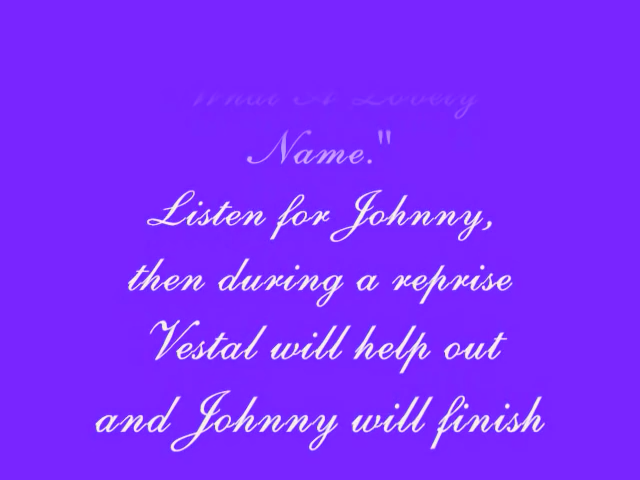 "What A Lovely
Name."
Listen for Johnny,
then during a reprise
Vestal will help out
and Johnny will finish